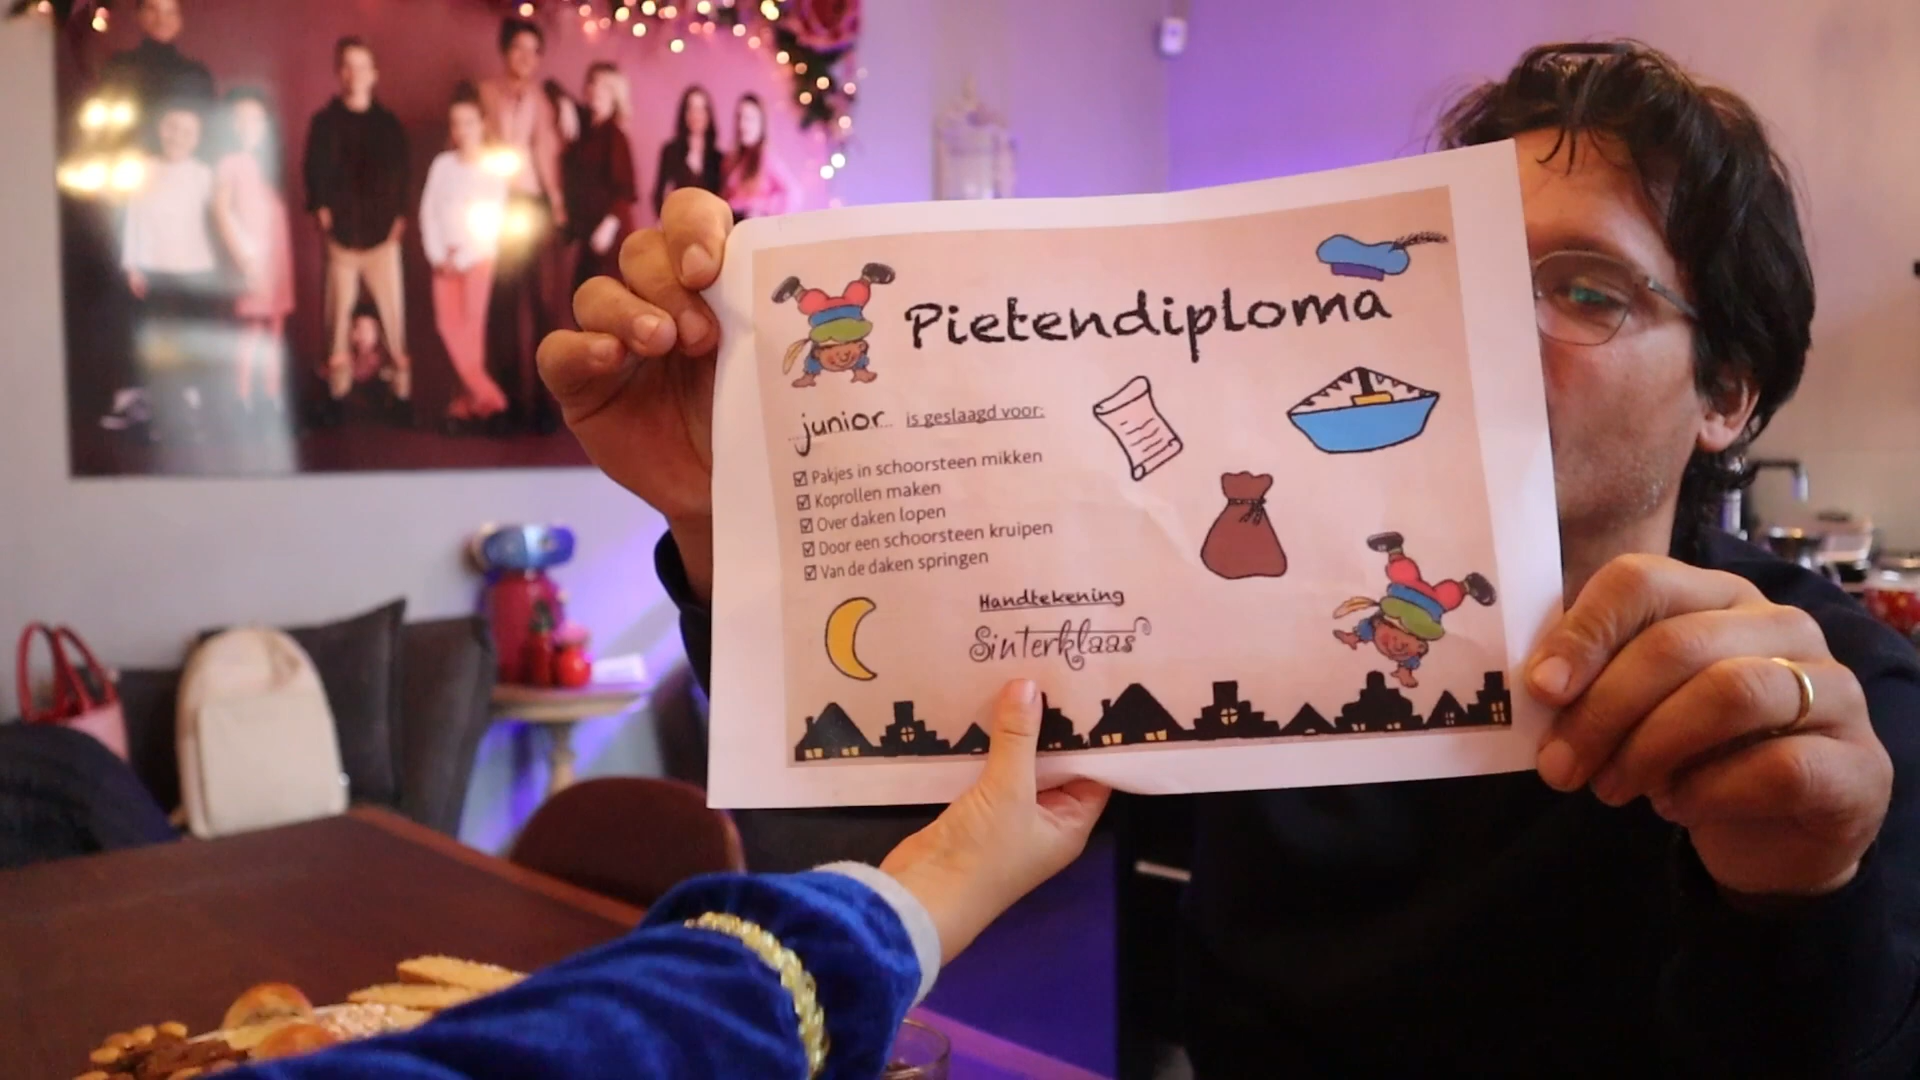 Pietendiploma
junior is geslaagd voor:
☑ Pakjes in schoorsteen mikken
☑ Koprollen maken
☑ Over daken lopen
☑ Door een schoorsteen kruipen
☑ Van de daken springen
Handtekening
Sinterklaas